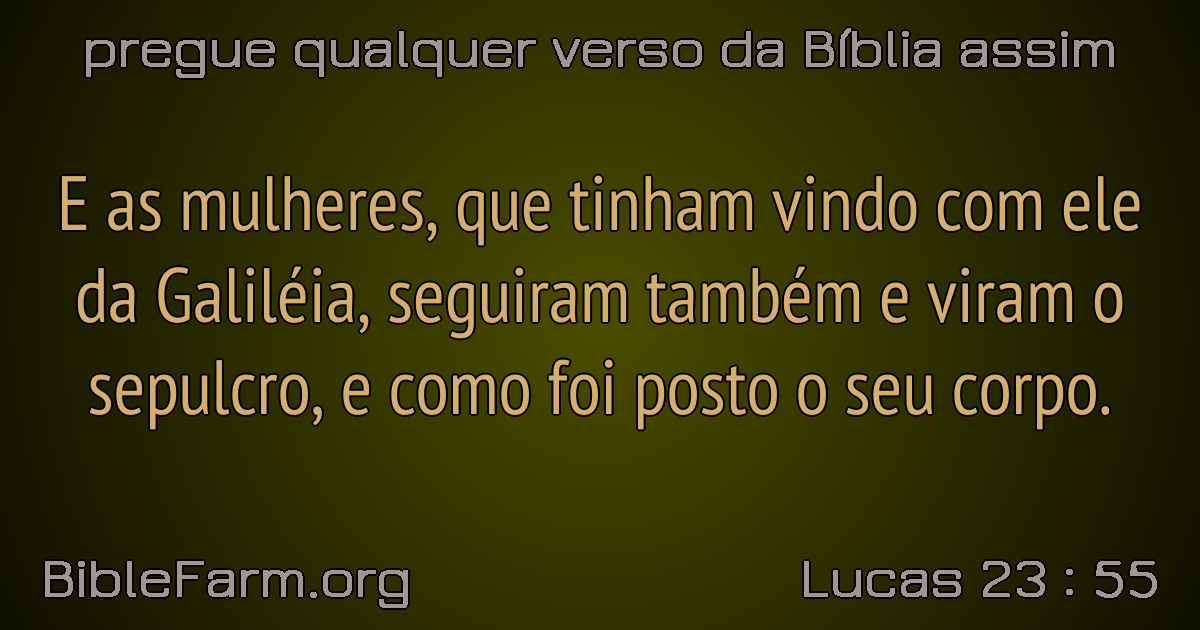 pregue qualquer verso da Bíblia assim
E as mulheres, que tinham vindo com ele
da Galiléia, seguiram também e viram o
sepulcro, e como foi posto o seu corpo.
BibleFarm.org
Lucas 23 : 55